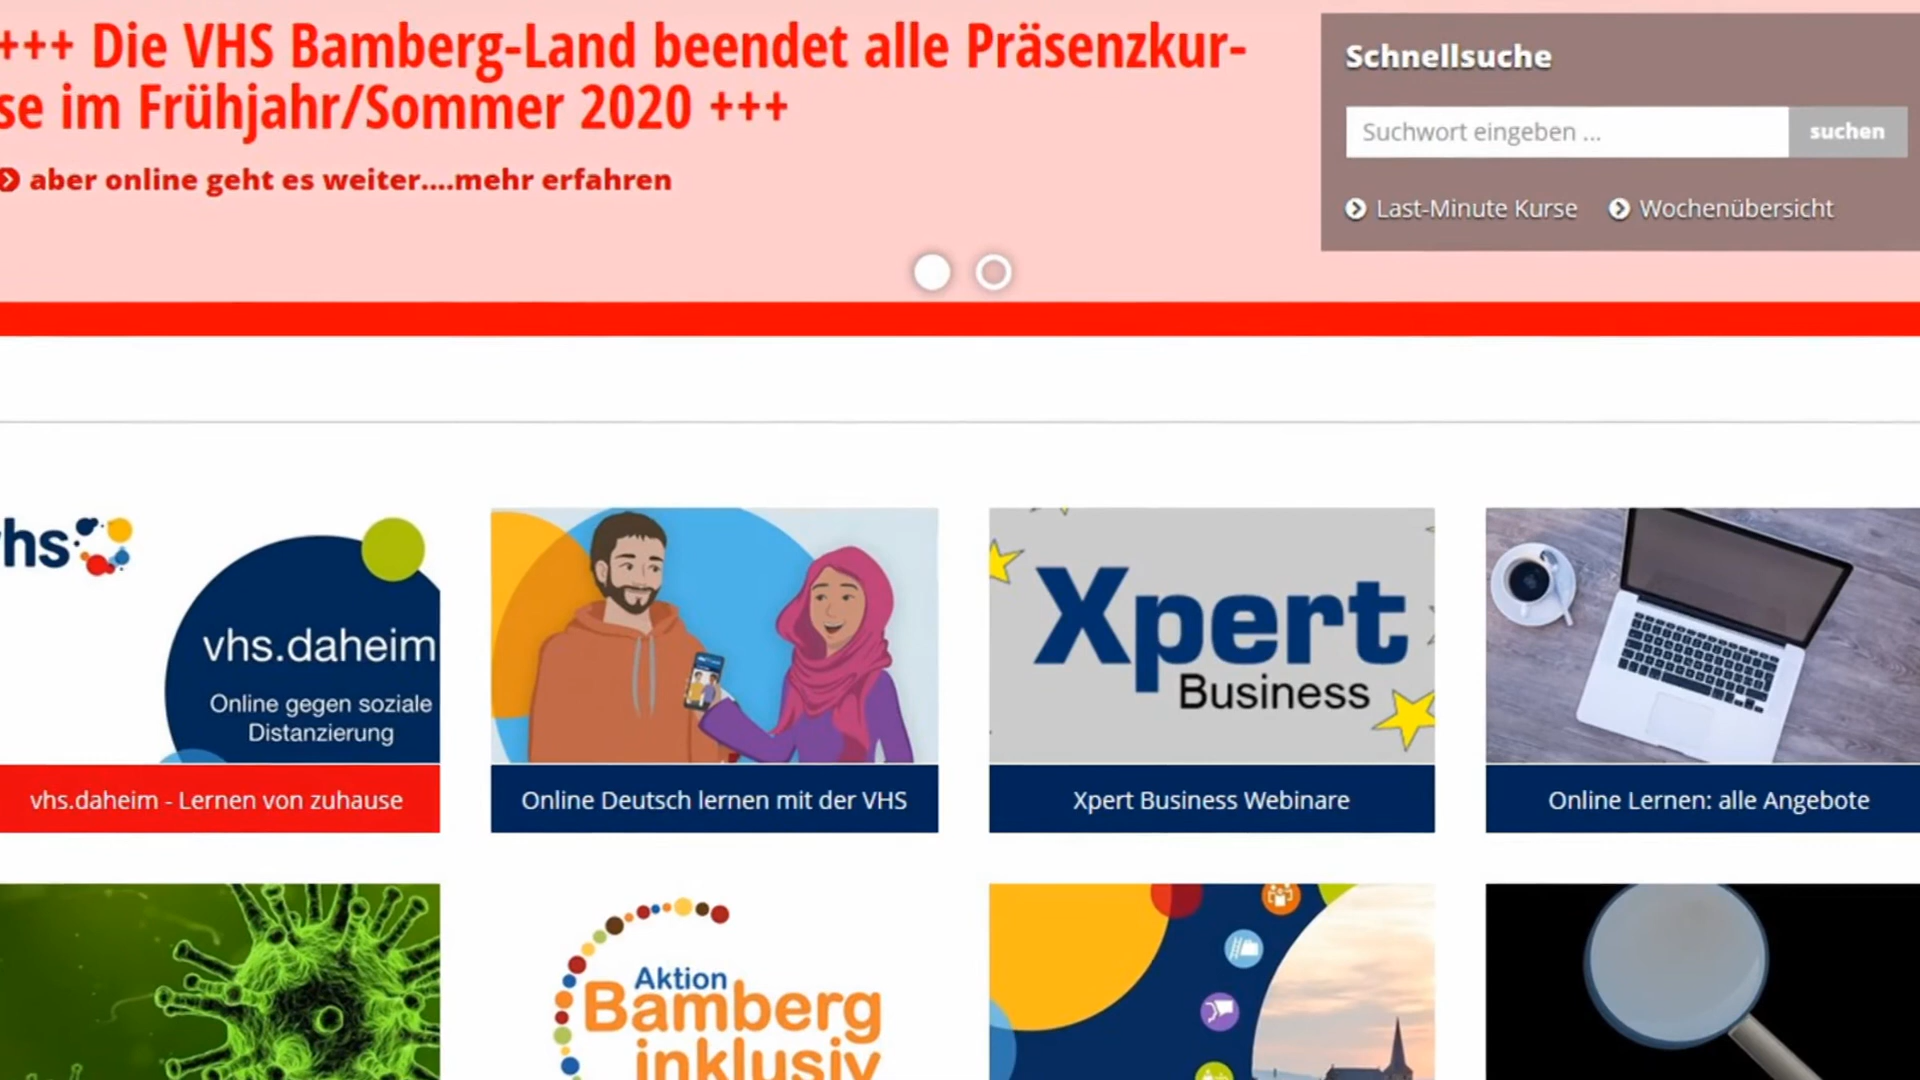 +++ Die VHS Bamberg-Land beendet alle Präsenzkur-
se im Frühjahr/Sommer 2020 +++
aber online geht es weiter....mehr erfahren
Schnellsuche
Suchwort eingeben ...
suchen
Last-Minute Kurse
Wochenübersicht
vhs
vhs.daheim
Online gegen soziale
Distanzierung
vhs.daheim - Lernen von zuhause
Online Deutsch lernen mit der VHS
Xpert
Business
Xpert Business Webinare
Online Lernen: alle Angebote
Aktion
Bamberg
inklusiv